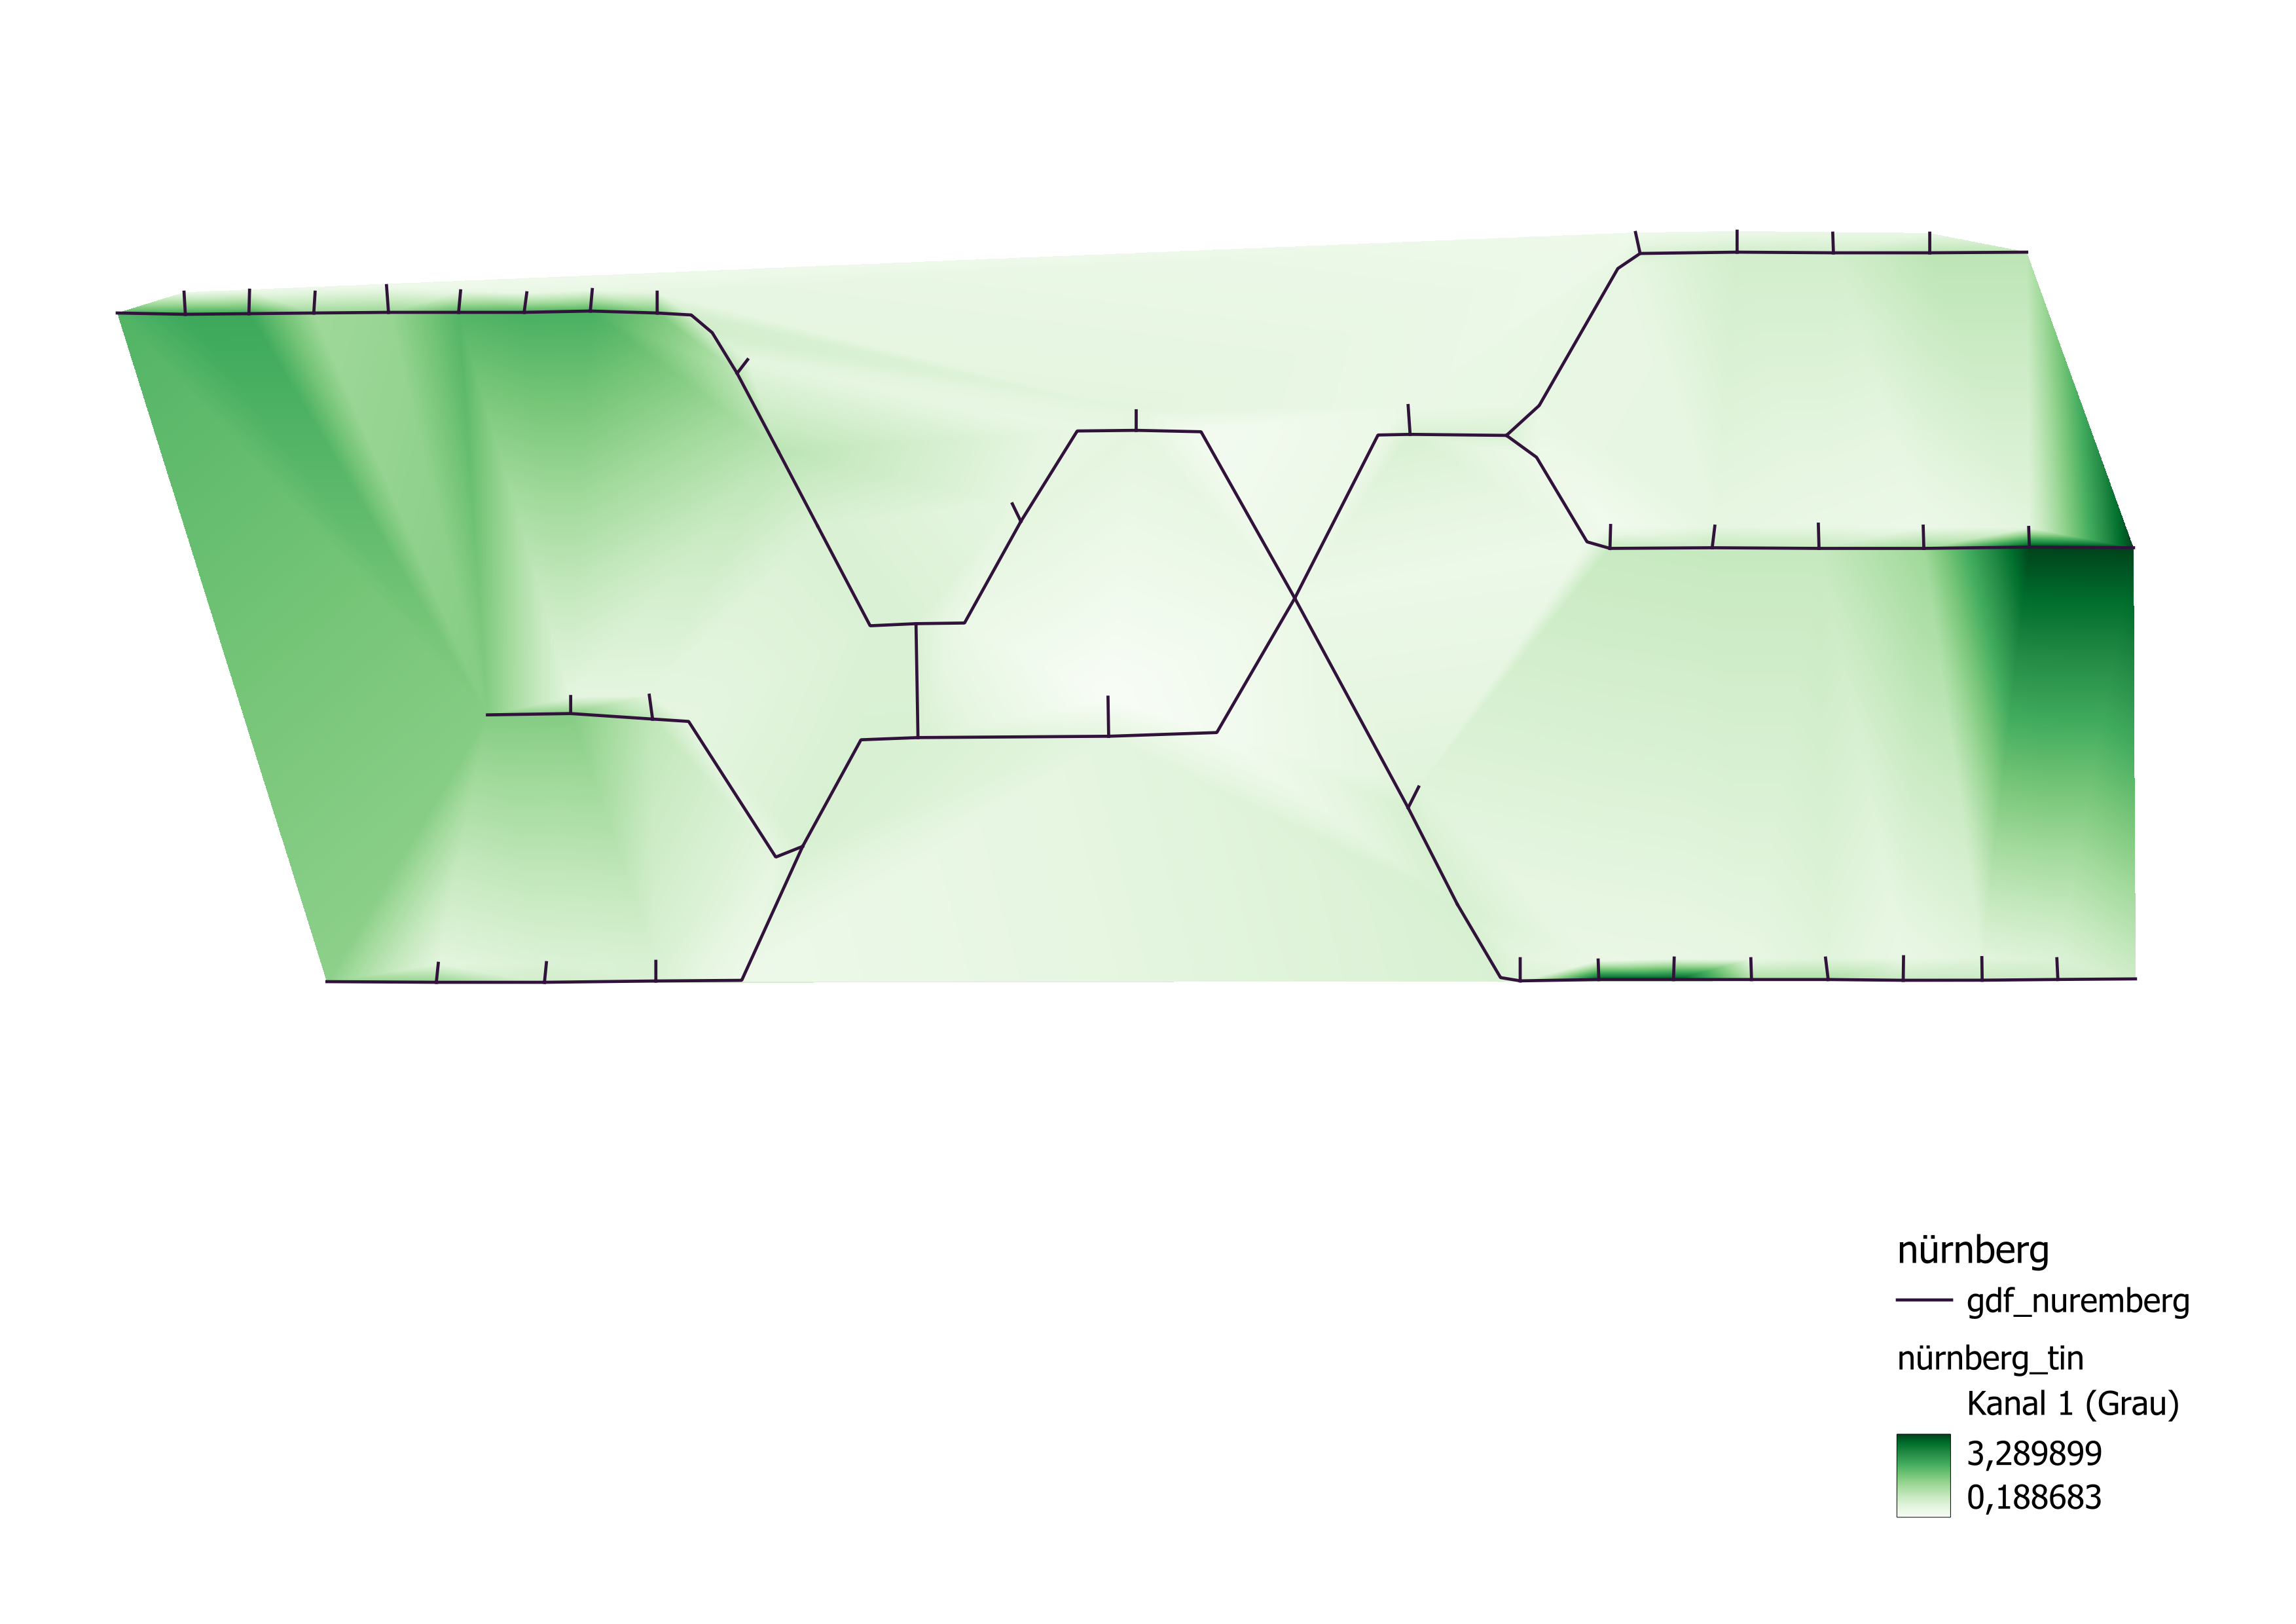 nürnberg
gdf_nuremberg
nürnberg_tin
Kanal 1 (Grau)
3,289899
0,188683